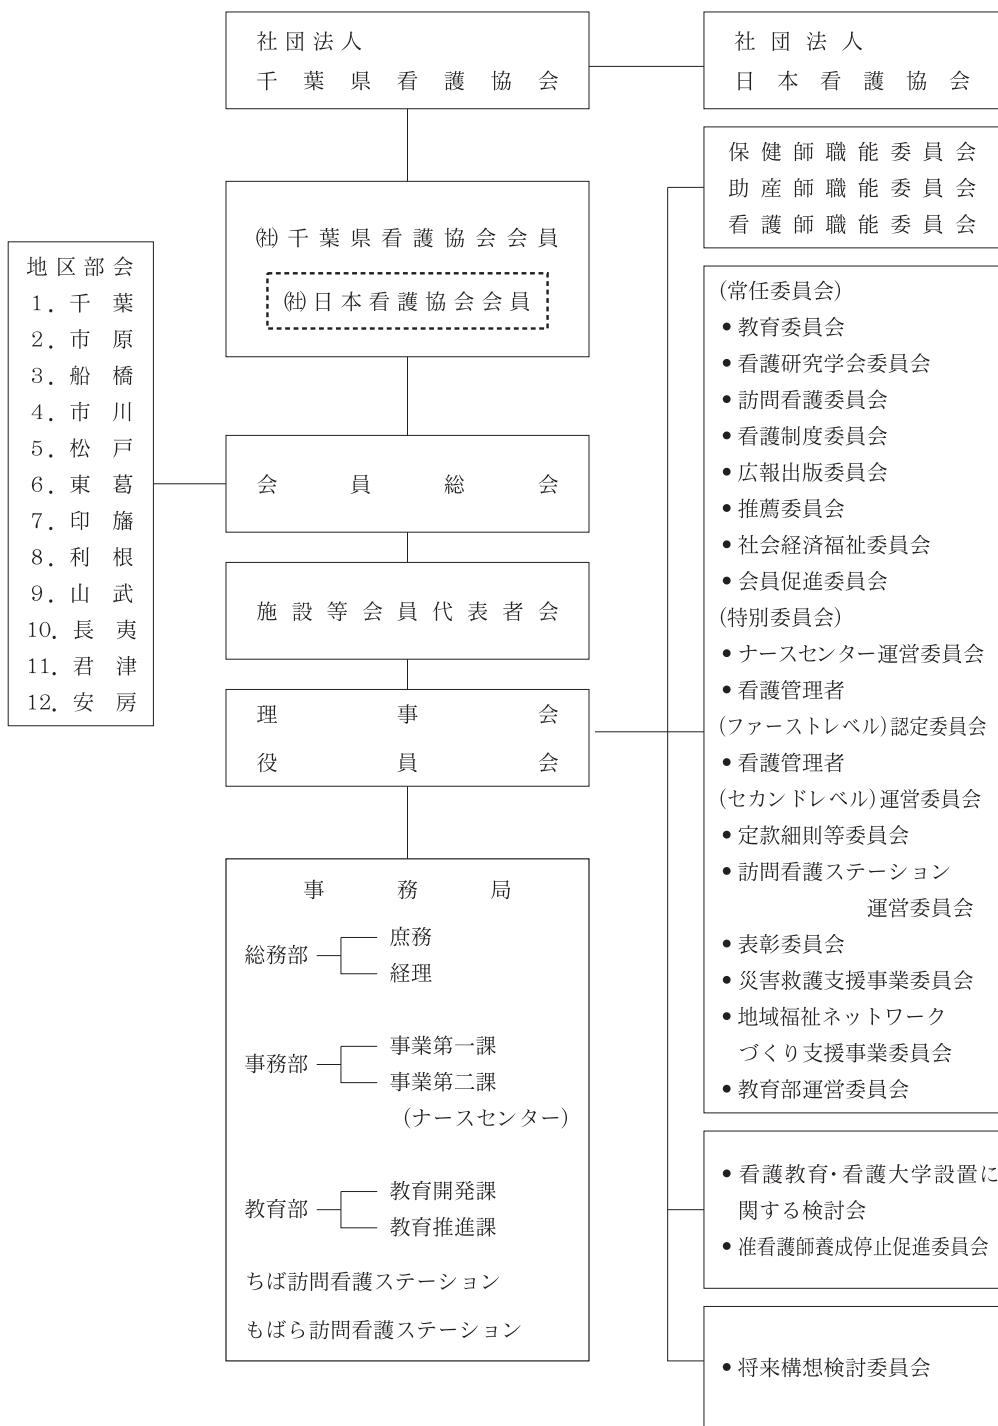 社団法人
千葉県看護協会
社団法人
日本看護協会
㈳千葉県看護協会会員
㈳日本看護協会会員
地区部会
1. 千葉
2. 市原
3. 船橋
4. 市川
5. 松戸
6. 東葛
7. 印旛
8. 利根
9. 山武
10. 長夷
11. 君津
12. 安房
会員総会
施設等会員代表者会
理事会
役員会
事務局
総務部
庶務
経理
事務部
事業第一課
事業第二課
(ナースセンター)
教育部
教育開発課
教育推進課
ちば訪問看護ステーション
もばら訪問看護ステーション
保健師職能委員会
助産師職能委員会
看護師職能委員会
(常任委員会)
●教育委員会
●看護研究学会委員会
●訪問看護委員会
●看護制度委員会
●広報出版委員会
●推薦委員会
●社会経済福祉委員会
●会員促進委員会
(特別委員会)
●ナースセンター運営委員会
●看護管理者
(ファーストレベル)認定委員会
●看護管理者
(セカンドレベル)運営委員会
●定款細則等委員会
●訪問看護ステーション
運営委員会
●表彰委員会
●災害救護支援事業委員会
●地域福祉ネットワーク
づくり支援事業委員会
●教育部運営委員会
●看護教育・看護大学設置に
関する検討会
●准看護師養成停止促進委員会
●将来構想検討委員会